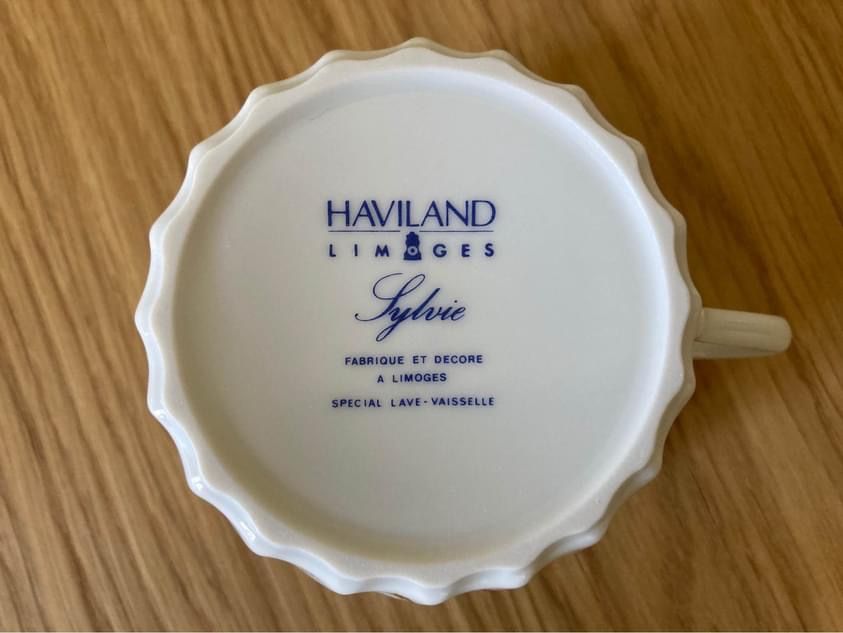 HAVILAND
LIMOGES
Sylvie
FABRIQUE ET DECORE
A LIMOGES
SPECIAL LAVE-VAISSELLE